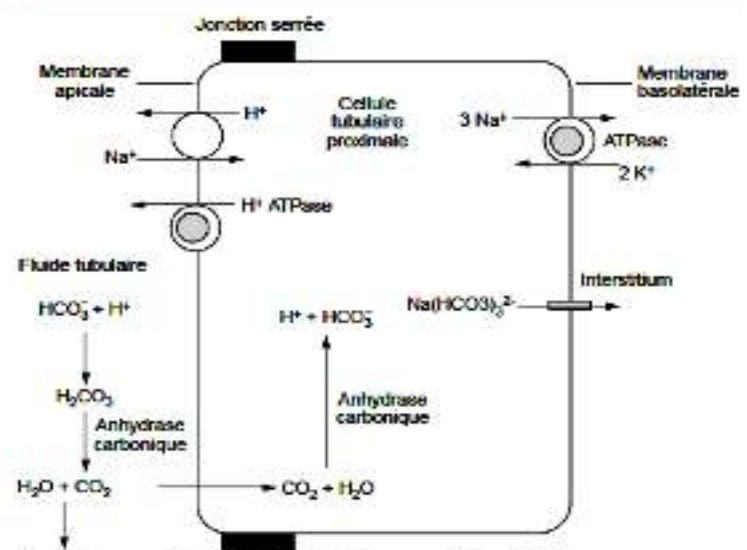 Jonction serrée
Membrane
apicale
Membrane
basolatérale
H⁺
Cellule
tubulaire
proximale
3 Na⁺
ATPase
Na⁺
2 K⁺
H⁺ ATPase
Fluide tubulaire
Interstitium
HCO₃⁻ + H⁺
H⁺ + HCO₃⁻
Na(HCO3)₃²⁻
H₂CO₃
Anhydrase
carbonique
Anhydrase
carbonique
H₂O + CO₂
CO₂ + H₂O